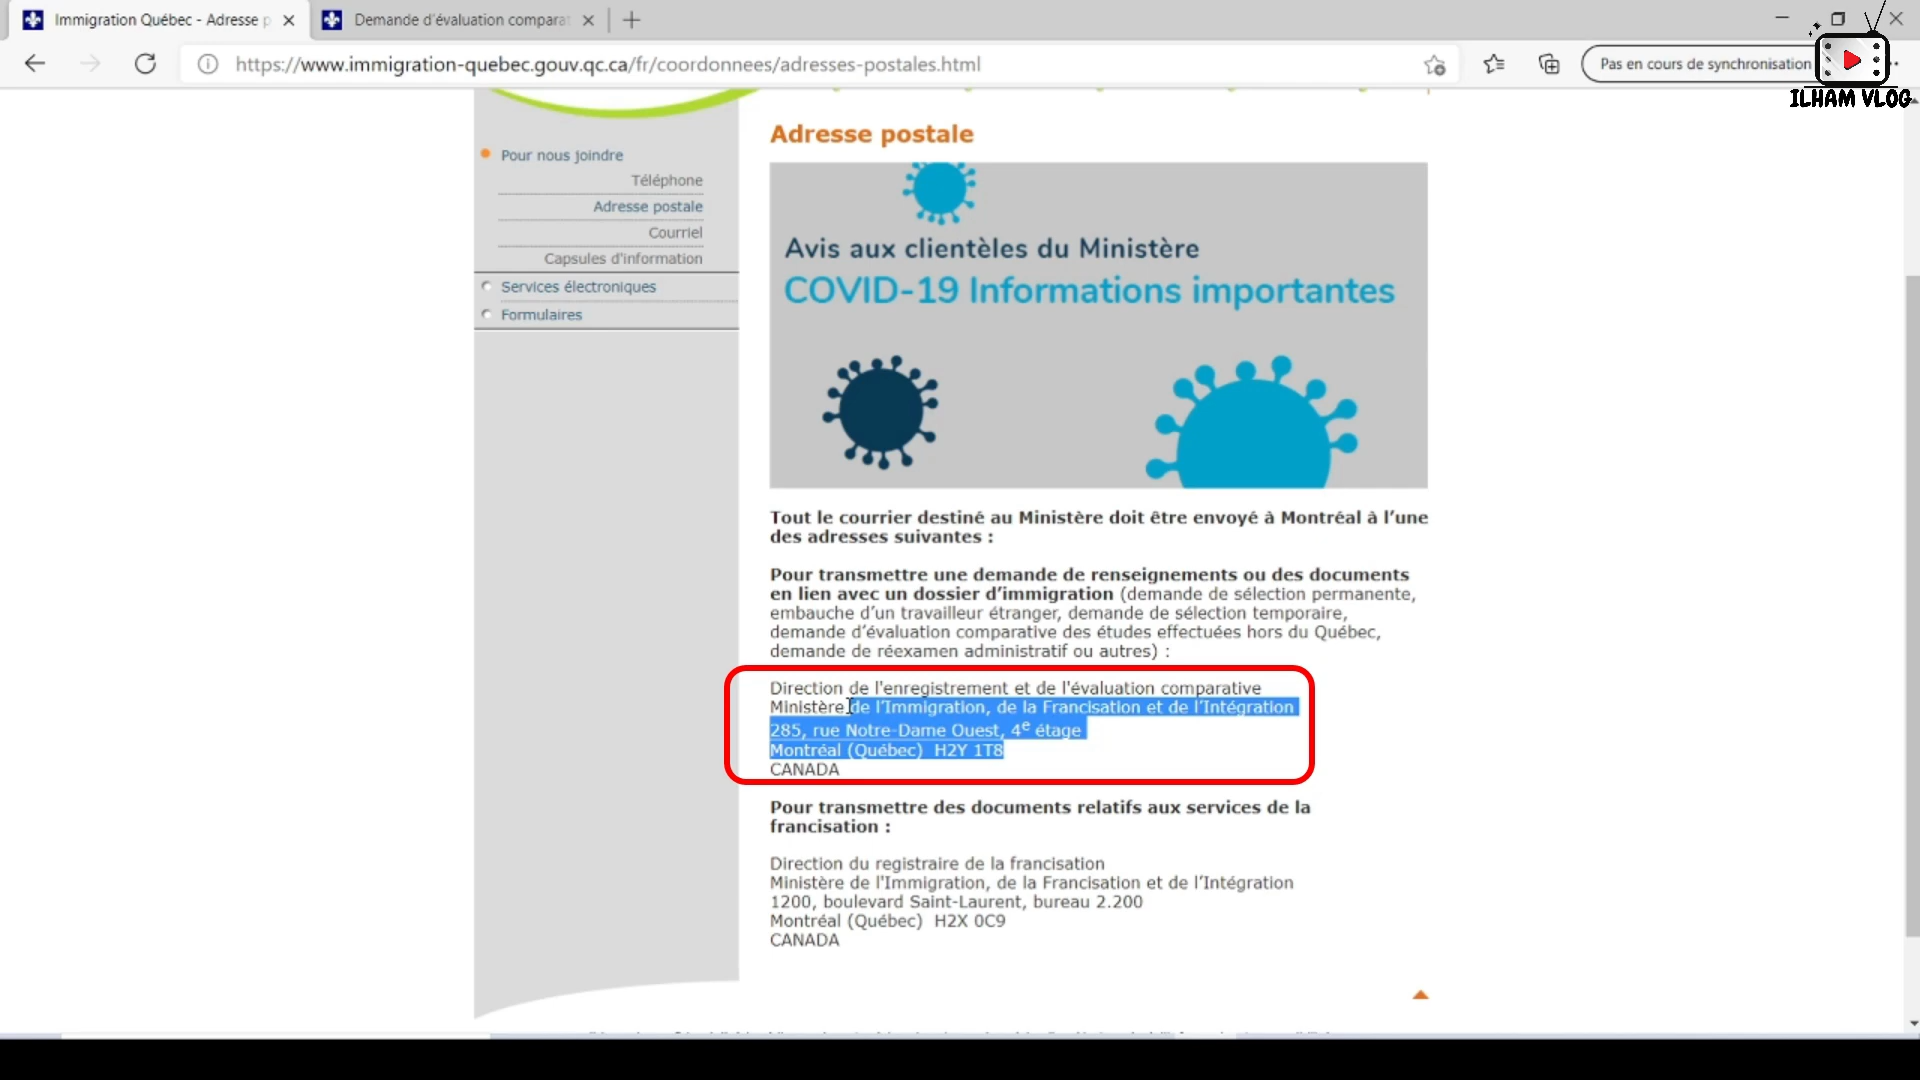 Immigration Québec - Adresse p
Demande d'évaluation comparat
https://www.immigration-quebec.gouv.qc.ca/fr/coordonnees/adresses-postales.html
Pas en cours de synchronisation
ILHAM VLOG
Pour nous joindre
Téléphone
Adresse postale
Courriel
Capsules d'information
Services électroniques
Formulaires
Adresse postale
Avis aux clientèles du Ministère
COVID-19 Informations importantes
Tout le courrier destiné au Ministère doit être envoyé à Montréal à l’une
des adresses suivantes :
Pour transmettre une demande de renseignements ou des documents
en lien avec un dossier d’immigration (demande de sélection permanente,
embauche d’un travailleur étranger, demande de sélection temporaire,
demande d’évaluation comparative des études effectuées hors du Québec,
demande de réexamen administratif ou autres) :
Direction de l'enregistrement et de l'évaluation comparative
Ministère de l’Immigration, de la Francisation et de l’Intégration
285, rue Notre-Dame Ouest, 4e étage
Montréal (Québec) H2Y 1T8
CANADA
Pour transmettre des documents relatifs aux services de la
francisation :
Direction du registraire de la francisation
Ministère de l'Immigration, de la Francisation et de l’Intégration
1200, boulevard Saint-Laurent, bureau 2.200
Montréal (Québec) H2X 0C9
CANADA